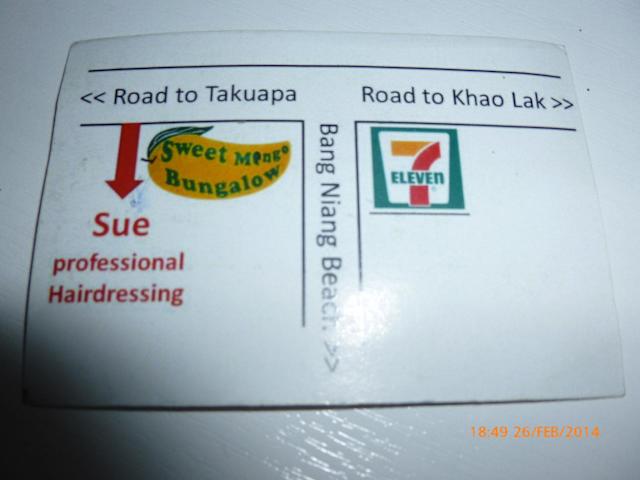 << Road to Takuapa
Road to Khao Lak >>
Sweet Mango
Bungalow
Bang Niang Beach >>
7
ELEVEN
Sue
professional
Hairdressing
18:49 26/FEB/2014